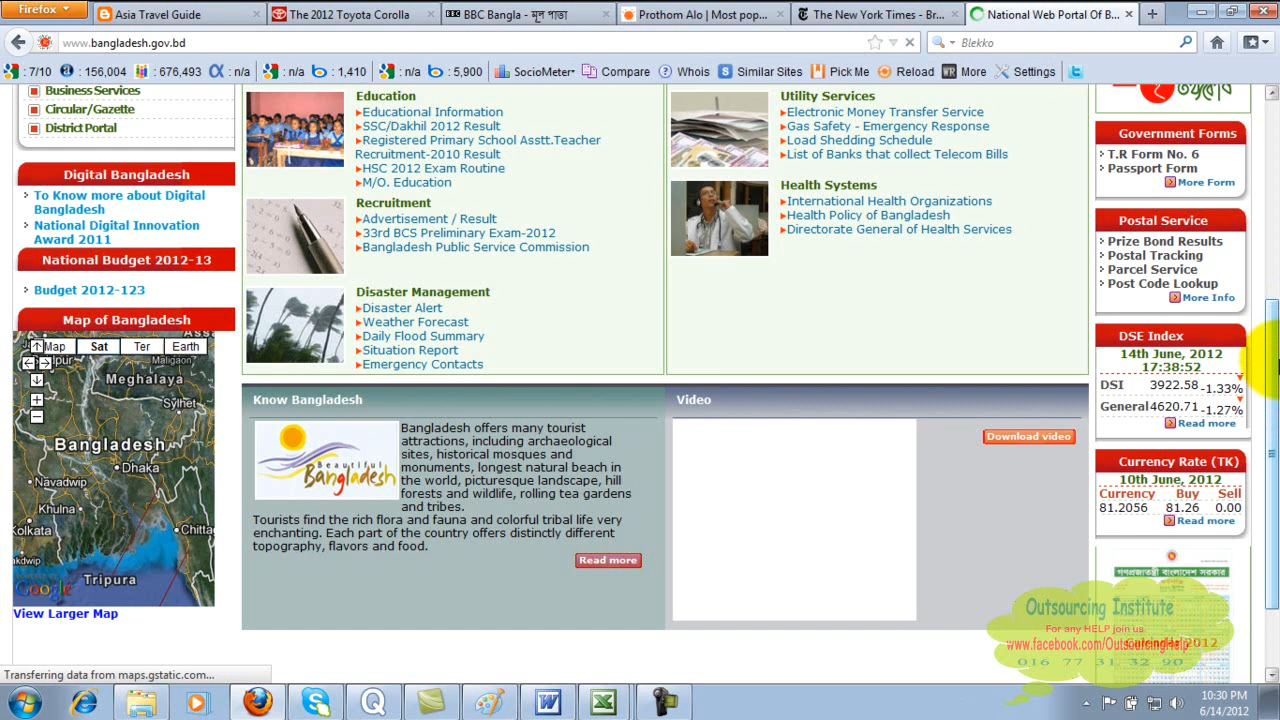 Firefox
Asia Travel Guide
The 2012 Toyota Corolla
BBC Bangla - মূল পাতা
Prothom Alo | Most pop...
The New York Times - Br...
National Web Portal Of B...
www.bangladesh.gov.bd
Blekko
: 7/10 : 156,004 : 676,493 : n/a : n/a : 1,410 : n/a : 5,900 SocioMeter Compare Whois Similar Sites Pick Me Reload More Settings
Business Services
Circular/Gazette
District Portal
Digital Bangladesh
To Know more about Digital
Bangladesh
National Digital Innovation
Award 2011
National Budget 2012-13
Budget 2012-123
Map of Bangladesh
Map Sat Ter Earth
Meghalaya
Sylhet
Bangladesh
Dhaka
Navadwip
Khulna
Kolkata
Chitta
Tripura
Google
View Larger Map
Education
Educational Information
SSC/Dakhil 2012 Result
Registered Primary School Asstt.Teacher
Recruitment-2010 Result
HSC 2012 Exam Routine
M/O. Education
Recruitment
Advertisement / Result
33rd BCS Preliminary Exam-2012
Bangladesh Public Service Commission
Disaster Management
Disaster Alert
Weather Forecast
Daily Flood Summary
Situation Report
Emergency Contacts
Utility Services
Electronic Money Transfer Service
Gas Safety - Emergency Response
Load Shedding Schedule
List of Banks that collect Telecom Bills
Health Systems
International Health Organizations
Health Policy of Bangladesh
Directorate General of Health Services
Know Bangladesh
Beautiful
Bangladesh
Bangladesh offers many tourist
attractions, including archaeological
sites, historical mosques and
monuments, longest natural beach in
the world, picturesque landscape, hill
forests and wildlife, rolling tea gardens
and tribes.
Tourists find the rich flora and fauna and colorful tribal life very
enchanting. Each part of the country offers distinctly different
topography, flavors and food.
Read more
Video
Download video
Government Forms
T.R Form No. 6
Passport Form
More Form
Postal Service
Prize Bond Results
Postal Tracking
Parcel Service
Post Code Lookup
More Info
DSE Index
14th June, 2012
17:38:52
DSI 3922.58 -1.33%
General 4620.71 -1.27%
Read more
Currency Rate (TK)
10th June, 2012
Currency Buy Sell
81.2056 81.26 0.00
Read more
গণপ্রজাতন্ত্রী বাংলাদেশ সরকার
Outsourcing Institute
For any HELP join us
www.facebook.com/OutsourcingHelp
016 77 31 32 90
Transferring data from maps.gstatic.com...
10:30 PM
6/14/2012